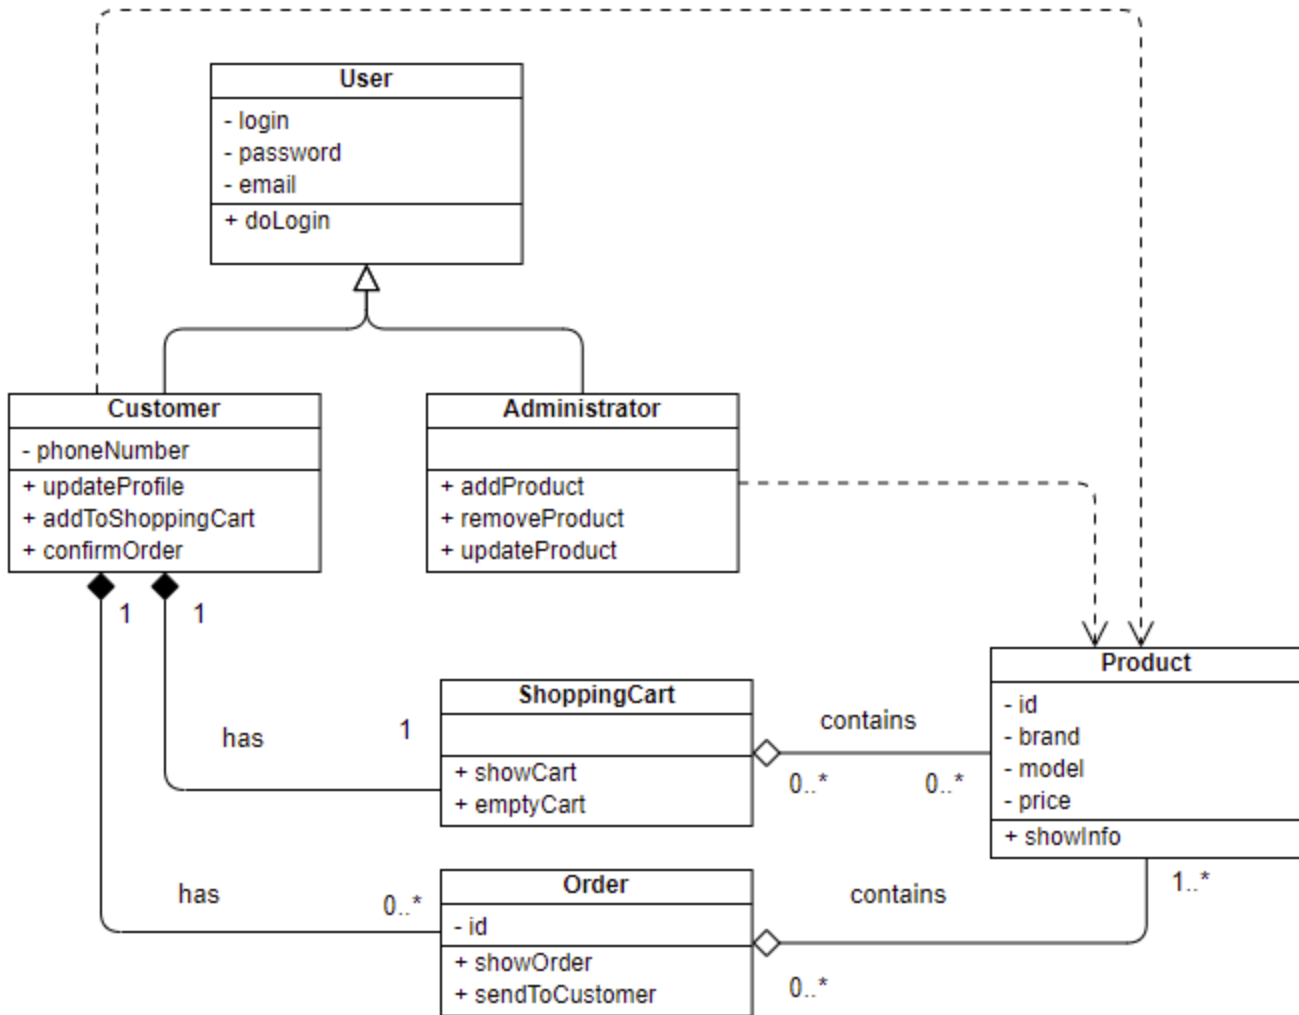 User
- login
- password
- email
+ doLogin
Customer
- phoneNumber
+ updateProfile
+ addToShoppingCart
+ confirmOrder
Administrator
+ addProduct
+ removeProduct
+ updateProduct
1
1
has
1
ShoppingCart
+ showCart
+ emptyCart
contains
0..*
0..*
Product
- id
- brand
- model
- price
+ showInfo
1..*
has
0..*
Order
- id
+ showOrder
+ sendToCustomer
contains
0..*